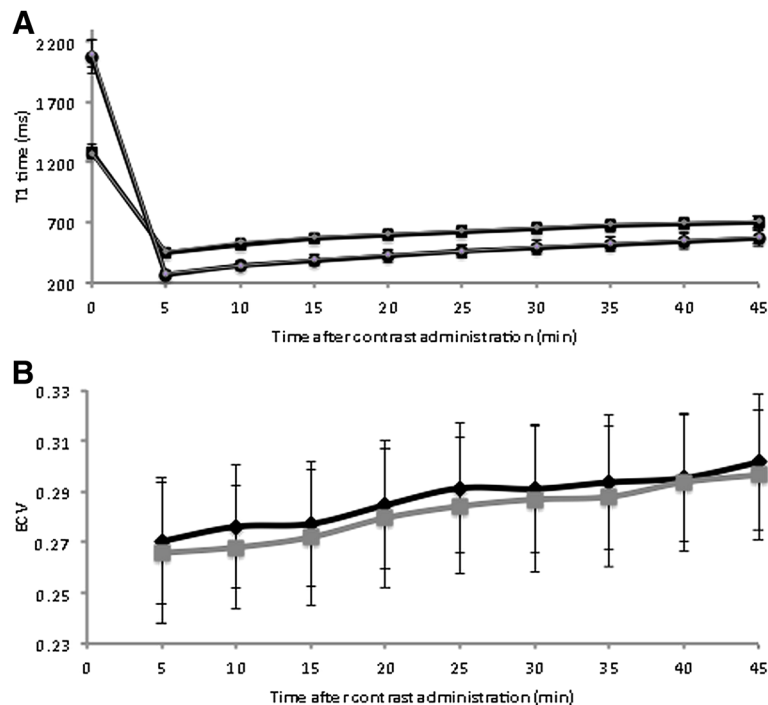 A
2200
1700
1200
700
200
T1 time (ms)
0 5 10 15 20 25 30 35 40 45
Time after contrast administration (min)
B
0.33
0.31
0.29
0.27
0.25
0.23
ECV
0 5 10 15 20 25 30 35 40 45
Time after contrast administration (min)